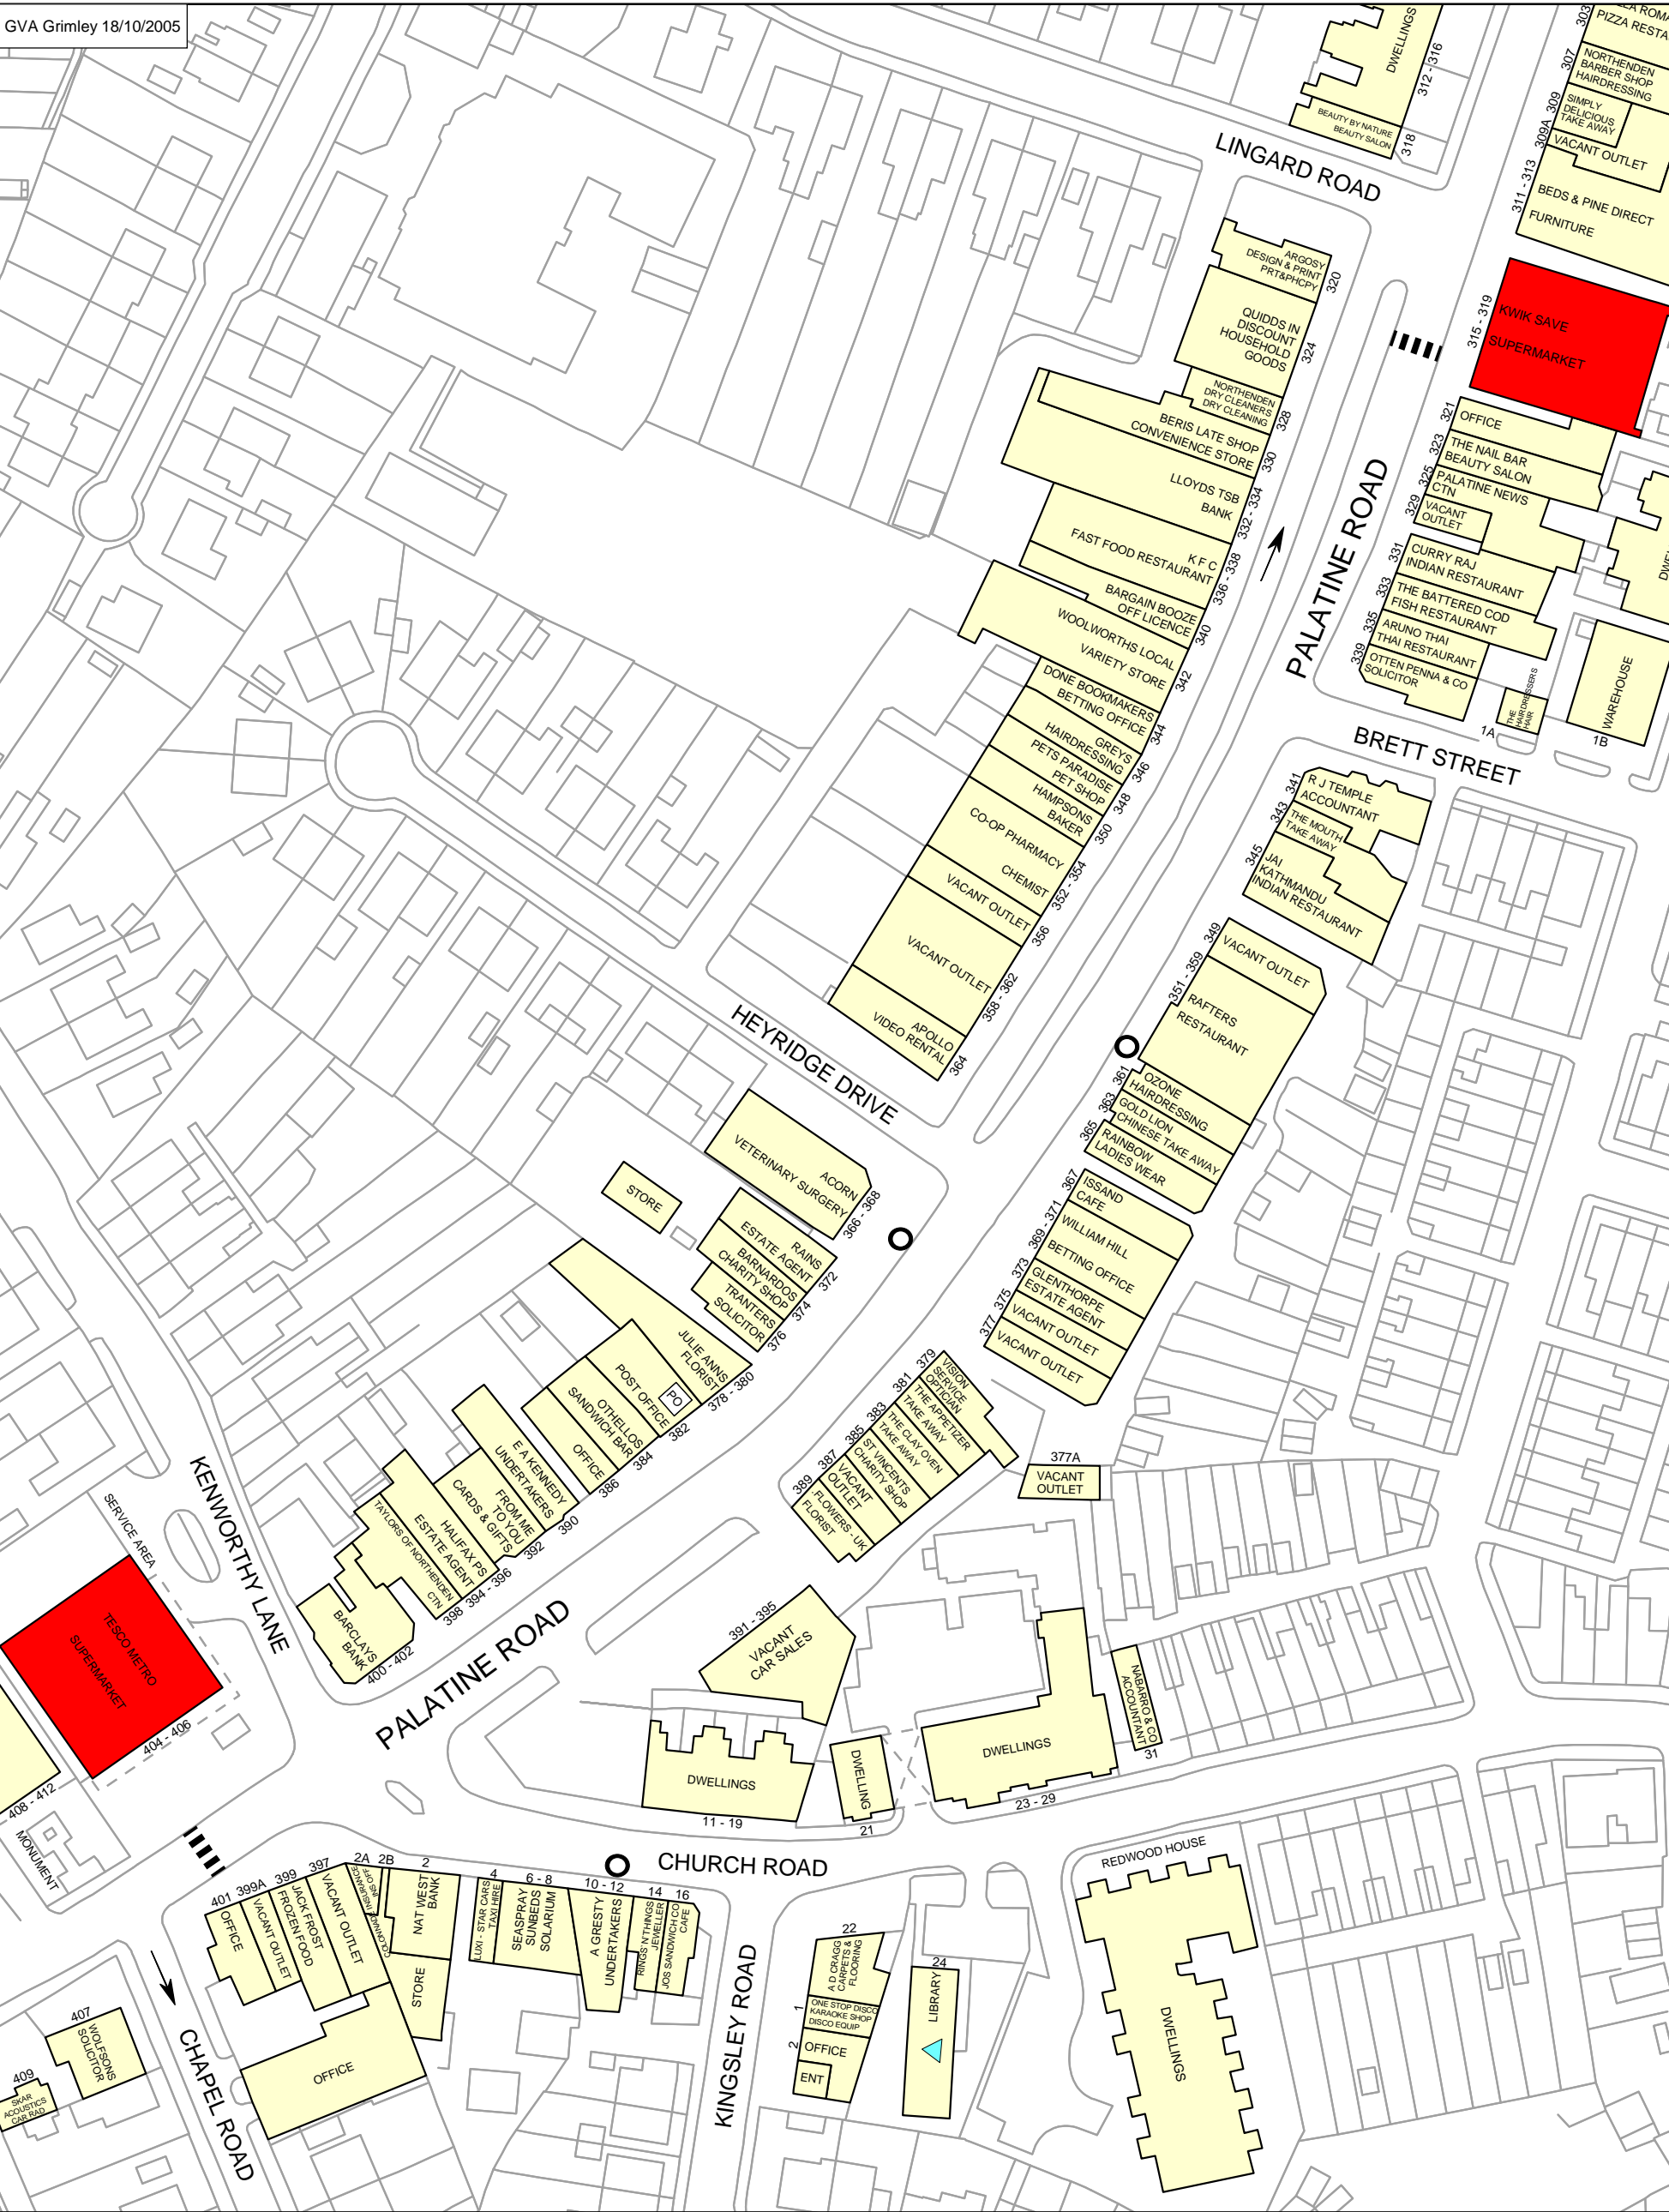 GVA Grimley 18/10/2005
DWELLINGS
312 - 316
BEAUTY BY NATURE
BEAUTY SALON
318
303
PIZZA RESTA
307
NORTHENDEN
BARBER SHOP
HAIRDRESSING
309
SIMPLY
DELICIOUS
TAKE AWAY
309A
VACANT OUTLET
311 - 313
BEDS & PINE DIRECT
FURNITURE
LINGARD ROAD
ARGOSY
DESIGN & PRINT
PRT&PHCPY
320
QUIDDS IN
DISCOUNT
HOUSEHOLD
GOODS
324
NORTHENDEN
DRY CLEANERS
DRY CLEANING
328
BERIS LATE SHOP
CONVENIENCE STORE
330
LLOYDS TSB
BANK
332 - 334
K F C
FAST FOOD RESTAURANT
336 - 338
BARGAIN BOOZE
OFF LICENCE
340
WOOLWORTHS LOCAL
VARIETY STORE
342
DONE BOOKMAKERS
BETTING OFFICE
344
GREYS
HAIRDRESSING
346
PETS PARADISE
PET SHOP
348
HAMPSONS
BAKER
350
CO-OP PHARMACY
CHEMIST
352 - 354
VACANT OUTLET
356
VACANT OUTLET
358 - 362
APOLLO
VIDEO RENTAL
364
315 - 319
KWIK SAVE
SUPERMARKET
321
OFFICE
323
THE NAIL BAR
BEAUTY SALON
325
PALATINE NEWS
CTN
329
VACANT
OUTLET
331
CURRY RAJ
INDIAN RESTAURANT
333
THE BATTERED COD
FISH RESTAURANT
335
ARUNO THAI
THAI RESTAURANT
339
OTTEN PENNA & CO
SOLICITOR
THE
HAIRDRESSERS
HAIR
1A
WAREHOUSE
1B
PALATINE ROAD
BRETT STREET
341
R J TEMPLE
ACCOUNTANT
343
THE MOUTH
TAKE AWAY
345
JAI
KATHMANDU
INDIAN RESTAURANT
349
VACANT OUTLET
351 - 359
RAFTERS
RESTAURANT
361
OZONE
HAIRDRESSING
363
GOLD LION
CHINESE TAKE AWAY
365
RAINBOW
LADIES WEAR
367
ISSAND
CAFE
369 - 371
WILLIAM HILL
BETTING OFFICE
373
GLENTHORPE
ESTATE AGENT
375
VACANT OUTLET
377
VACANT OUTLET
HEYRIDGE DRIVE
ACORN
VETERINARY SURGERY
366 - 368
STORE
RAINS
ESTATE AGENT
372
BARNARDOS
CHARITY SHOP
374
TRANTERS
SOLICITOR
376
JULIE ANNS
FLORIST
378 - 380
POST OFFICE
PO
382
OTHELLOS
SANDWICH BAR
384
OFFICE
386
E A KENNEDY
UNDERTAKERS
390
FROM ME
TO YOU
CARDS & GIFTS
392
HALIFAX PS
ESTATE AGENT
394 - 396
TAYLORS OF NORTHENDEN
CTN
398
BARCLAYS
BANK
400 - 402
379
VISION
SERVICE
OPTICIAN
381
THE APPETIZER
TAKE AWAY
383
THE CLAY OVEN
TAKE AWAY
385
ST VINCENTS
CHARITY SHOP
387
VACANT
OUTLET
389
FLOWERS - UK
FLORIST
377A
VACANT
OUTLET
KENWORTHY LANE
SERVICE AREA
TESCO METRO
SUPERMARKET
404 - 406
408 - 412
MONUMENT
PALATINE ROAD
391 - 395
VACANT
CAR SALES
DWELLINGS
11 - 19
DWELLING
21
DWELLINGS
23 - 29
NABARRO & CO
ACCOUNTANT
31
CHURCH ROAD
REDWOOD HOUSE
DWELLINGS
401
OFFICE
399A
VACANT OUTLET
399
JACK FROST
FROZEN FOOD
397
VACANT OUTLET
2A
COLONNADE INSURANCE
2B
2
NAT WEST
BANK
STORE
OFFICE
4
LUXI - STAR CARS
TAXI HIRE
6 - 8
SEASPRAY
SUNBEDS
SOLARIUM
10 - 12
A GRESTY
UNDERTAKERS
14
RINGS 'N' THINGS
JEWELLER
16
JOS SANDWICH CO
CAFE
KINGSLEY ROAD
22
A D CRAGG
CARPETS &
FLOORING
1
ONE STOP DISCO
KARAOKE SHOP
DISCO EQUIP
2
OFFICE
ENT
24
LIBRARY
407
WOLFSONS
SOLICITOR
409
SKAR
ACOUSTICS
CAR RAD
CHAPEL ROAD